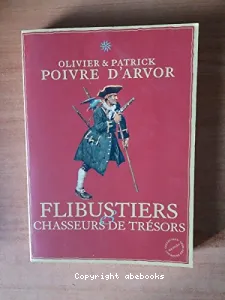 OLIVIER & PATRICK
POIVRE D'ARVOR
FLIBUSTIERS
&
CHASSEURS DE TRÉSORS
Copyright abebooks